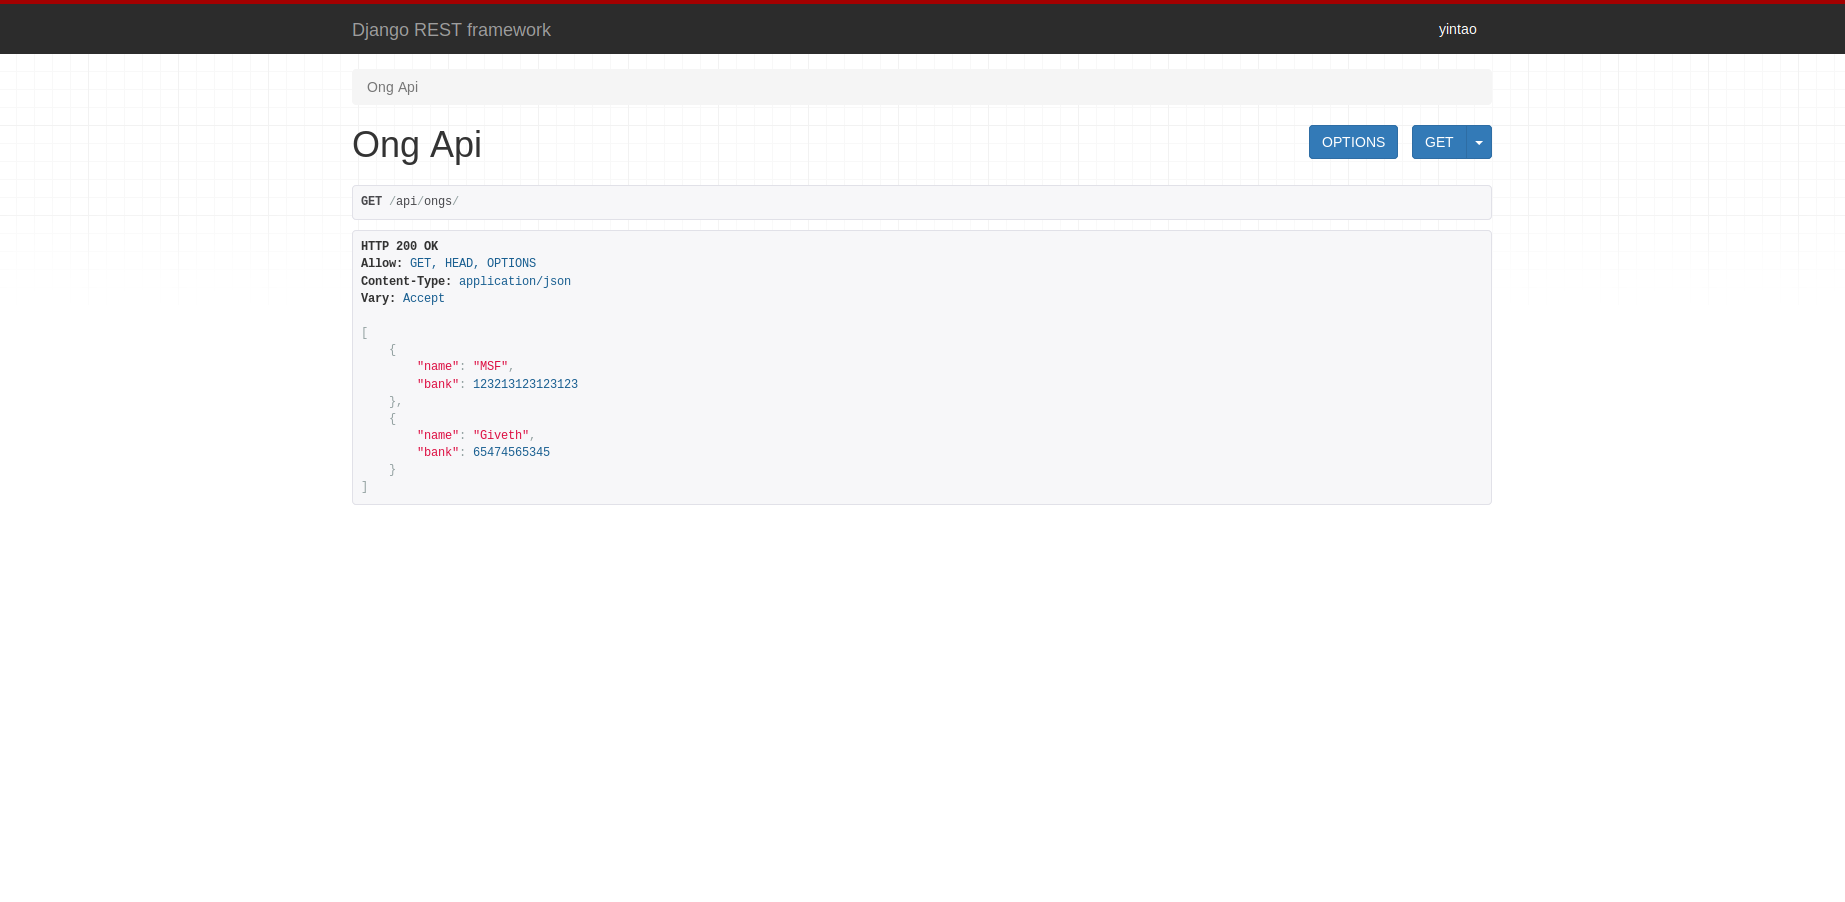 Django REST framework
yintao
Ong Api
Ong Api
OPTIONS
GET
GET /api/ongs/
HTTP 200 OK
Allow: GET, HEAD, OPTIONS
Content-Type: application/json
Vary: Accept
[
    {
        "name": "MSF",
        "bank": 123213123123123
    },
    {
        "name": "Giveth",
        "bank": 65474565345
    }
]